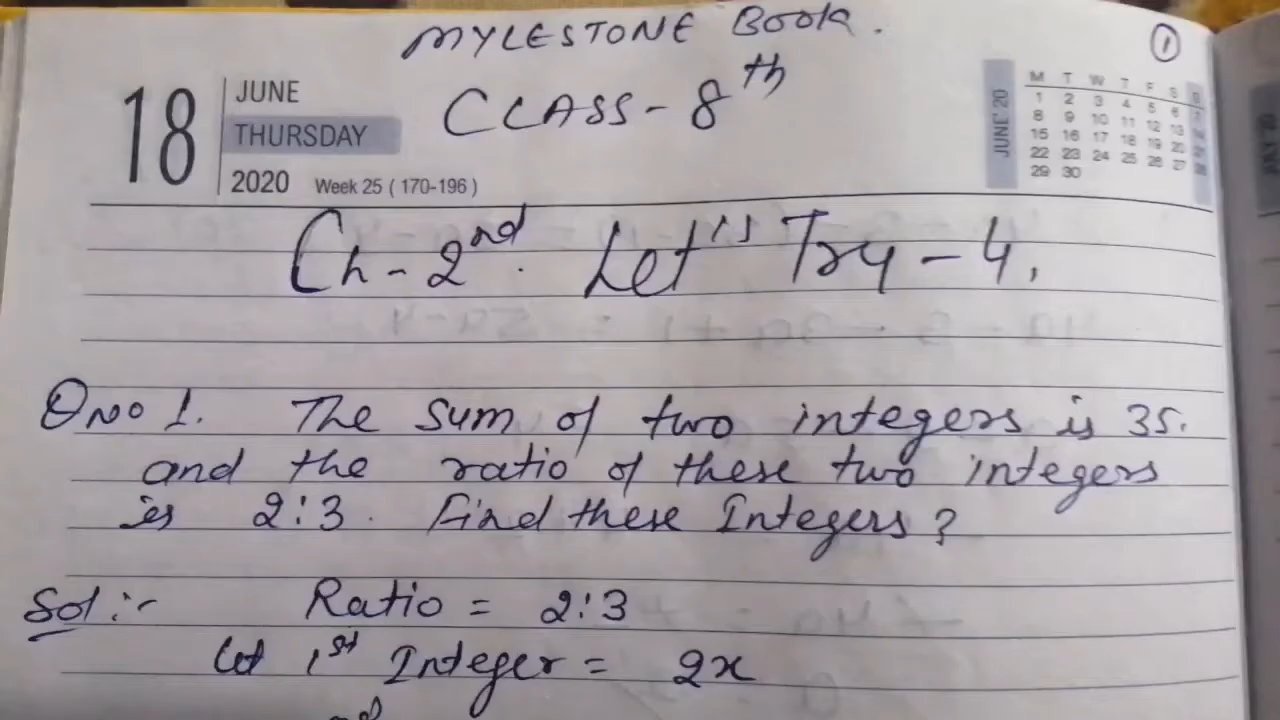 MYLESTONE Book.
1
18 JUNE
THURSDAY
2020 Week 25 ( 170-196 )
CLASS - 8th
JUNE' 20
M T W T F S S
1 2 3 4 5 6 7
8 9 10 11 12 13 14
15 16 17 18 19 20 21
22 23 24 25 26 27 28
29 30
Ch - 2nd. Let's Try - 4.
QNO 1. The sum of two integers is 35.
and the ratio of these two integers
is 2:3. Find these Integers?
Sol :- Ratio = 2:3
Let 1st Integer = 2x
nd